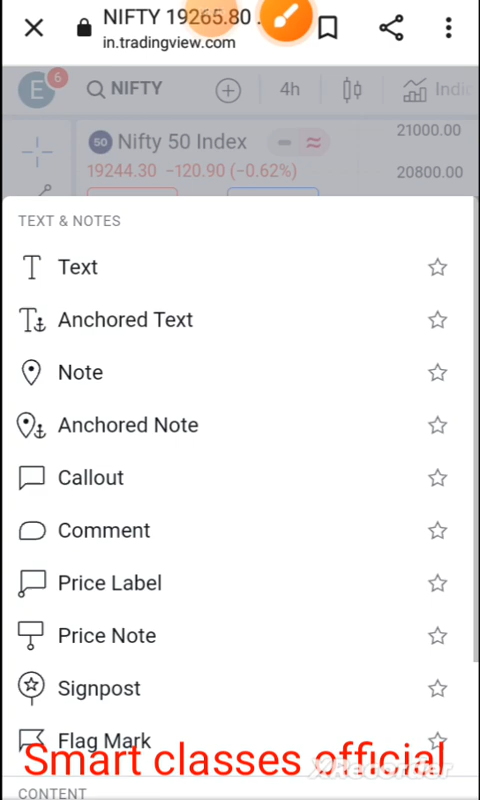 NIFTY 19265.80 ..
in.tradingview.com
E 6 NIFTY 4h Indic
50 Nifty 50 Index
21000.00
19244.30 −120.90 (−0.62%)
20800.00
TEXT & NOTES
Text
Anchored Text
Note
Anchored Note
Callout
Comment
Price Label
Price Note
Signpost
Flag Mark
Smart classes official
XRecorder
CONTENT